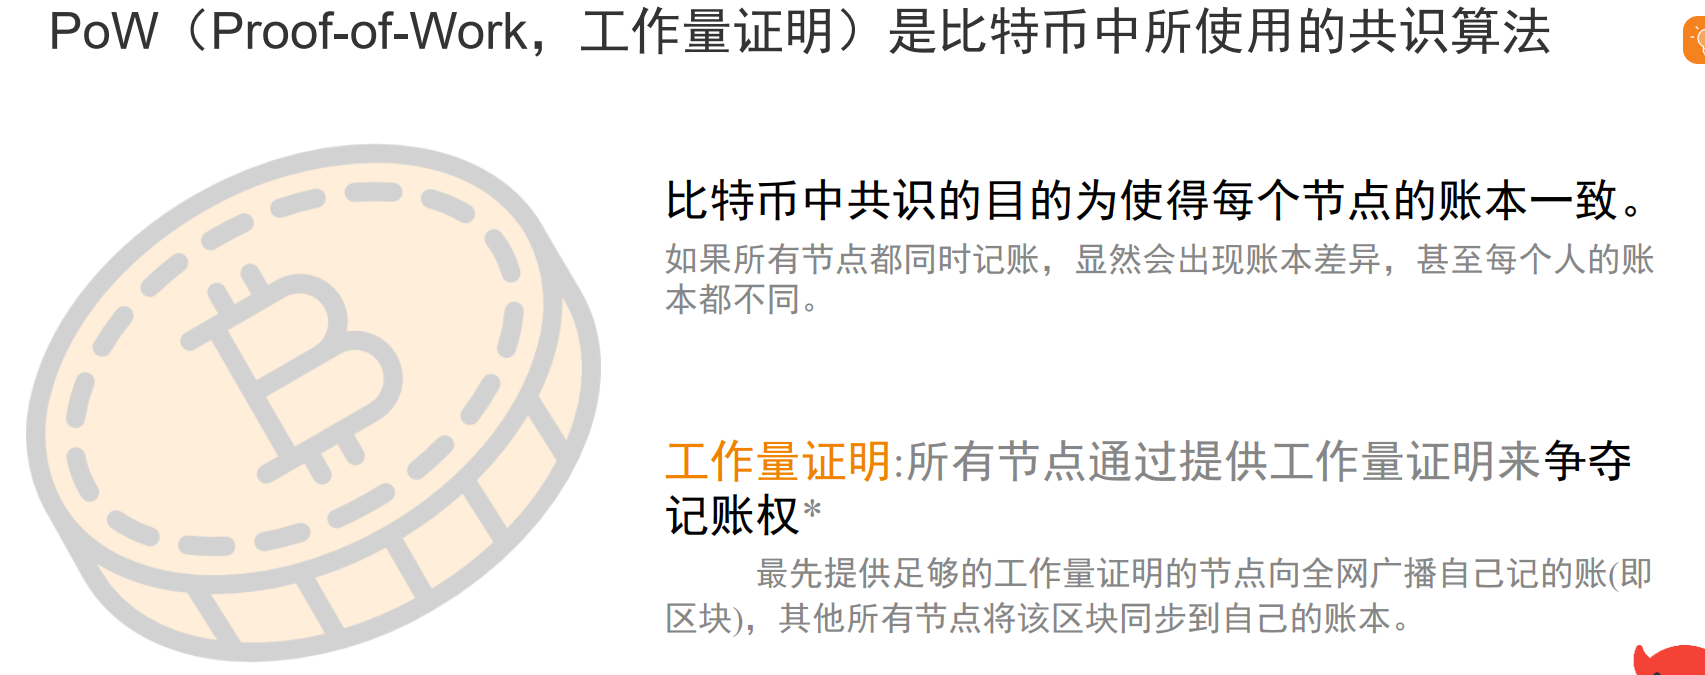 PoW（Proof-of-Work，工作量证明）是比特币中所使用的共识算法
比特币中共识的目的为使得每个节点的账本一致。
如果所有节点都同时记账，显然会出现账本差异，甚至每个人的账
本都不同。
工作量证明:所有节点通过提供工作量证明来争夺
记账权*
最先提供足够的工作量证明的节点向全网广播自己记的账(即
区块)，其他所有节点将该区块同步到自己的账本。